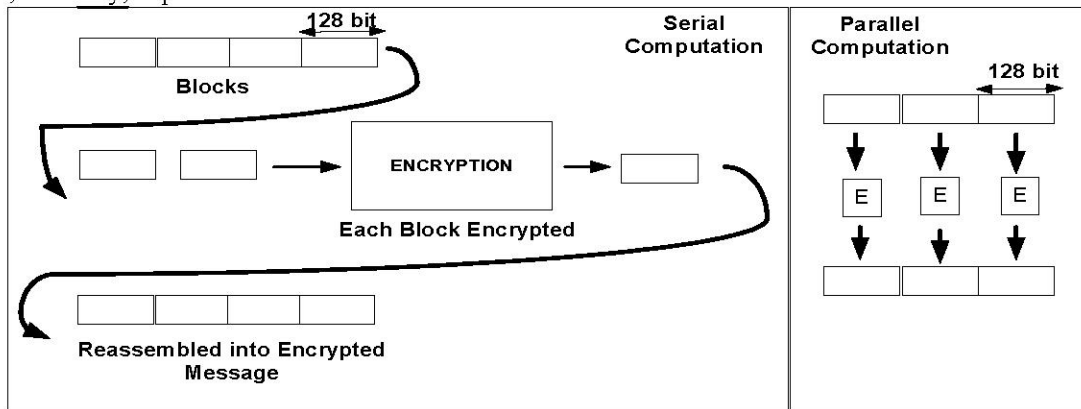 128 bit
Serial
Computation
Blocks
ENCRYPTION
Each Block Encrypted
Reassembled into Encrypted
Message
Parallel
Computation
128 bit
E E E